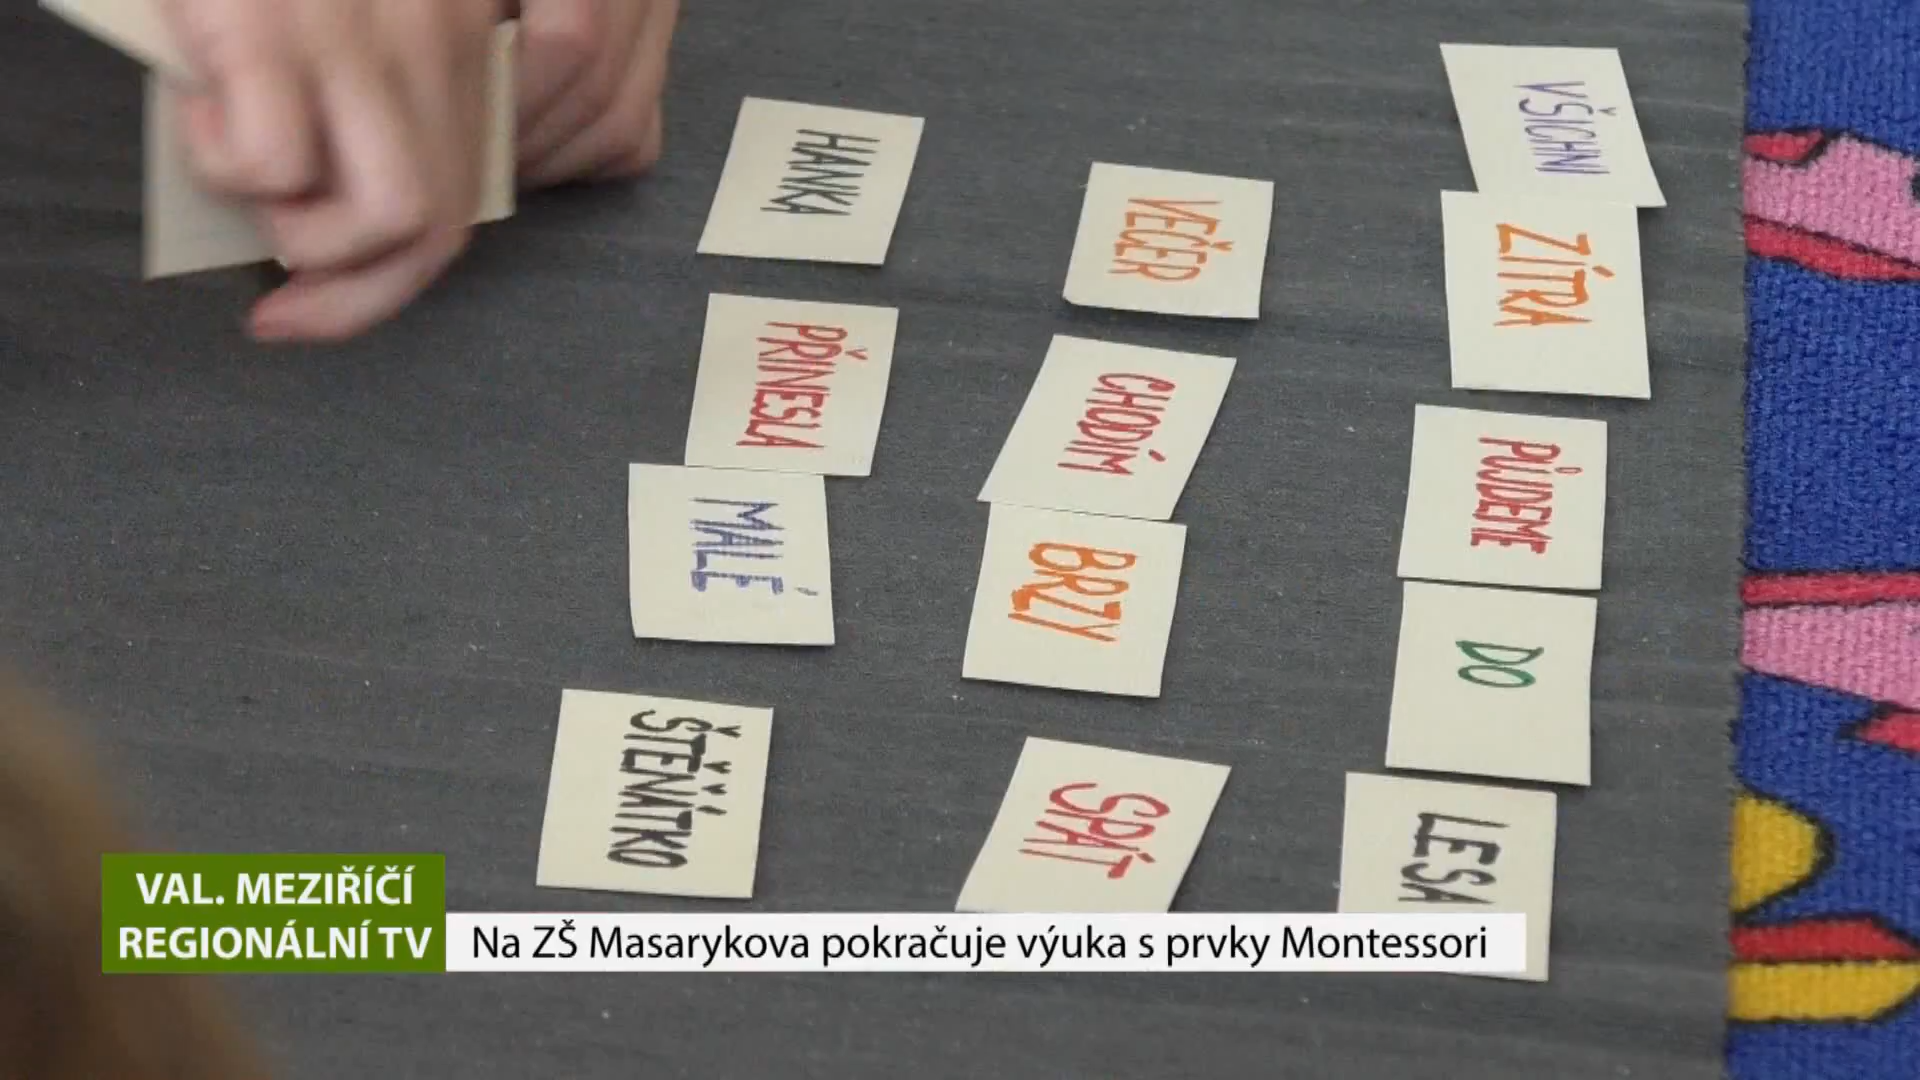 VŠICHNI
ZÍTRA
PŮJDEME
DO
LESA
VEČER
CHODÍM
BRZY
SPÁT
HANKA
PŘINESLA
MALÉ
ŠTĚŇÁTKO
VAL. MEZIŘÍČÍ
REGIONÁLNÍ TV
Na ZŠ Masarykova pokračuje výuka s prvky Montessori